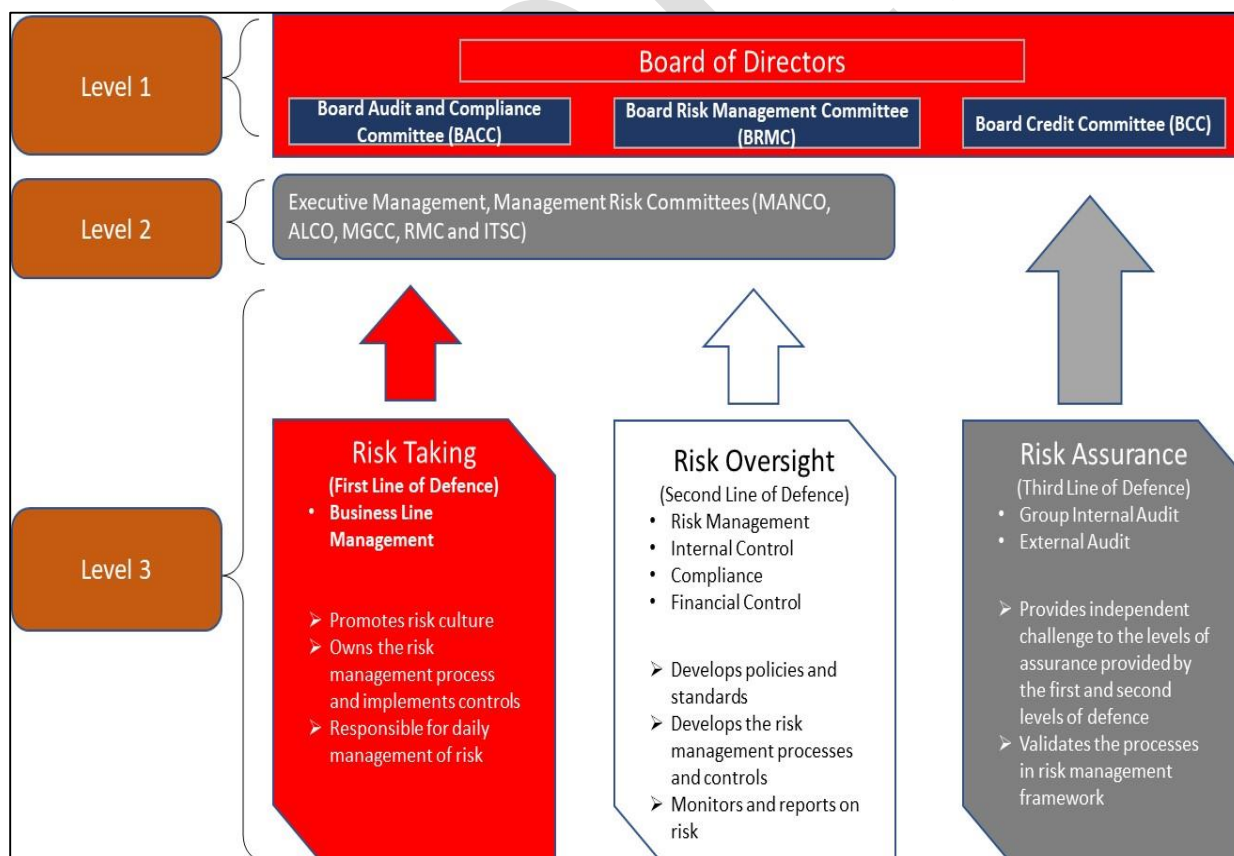 Level 1
Board of Directors
Board Audit and Compliance
Committee (BACC)
Board Risk Management Committee
(BRMC)
Board Credit Committee (BCC)
Level 2
Executive Management, Management Risk Committees (MANCO,
ALCO, MGCC, RMC and ITSC)
Level 3
Risk Taking
(First Line of Defence)
• Business Line
Management
➢ Promotes risk culture
➢ Owns the risk
management process
and implements controls
➢ Responsible for daily
management of risk
Risk Oversight
(Second Line of Defence)
• Risk Management
• Internal Control
• Compliance
• Financial Control
➢ Develops policies and
standards
➢ Develops the risk
management processes
and controls
➢ Monitors and reports on
risk
Risk Assurance
(Third Line of Defence)
• Group Internal Audit
• External Audit
➢ Provides independent
challenge to the levels of
assurance provided by
the first and second
levels of defence
➢ Validates the processes
in risk management
framework